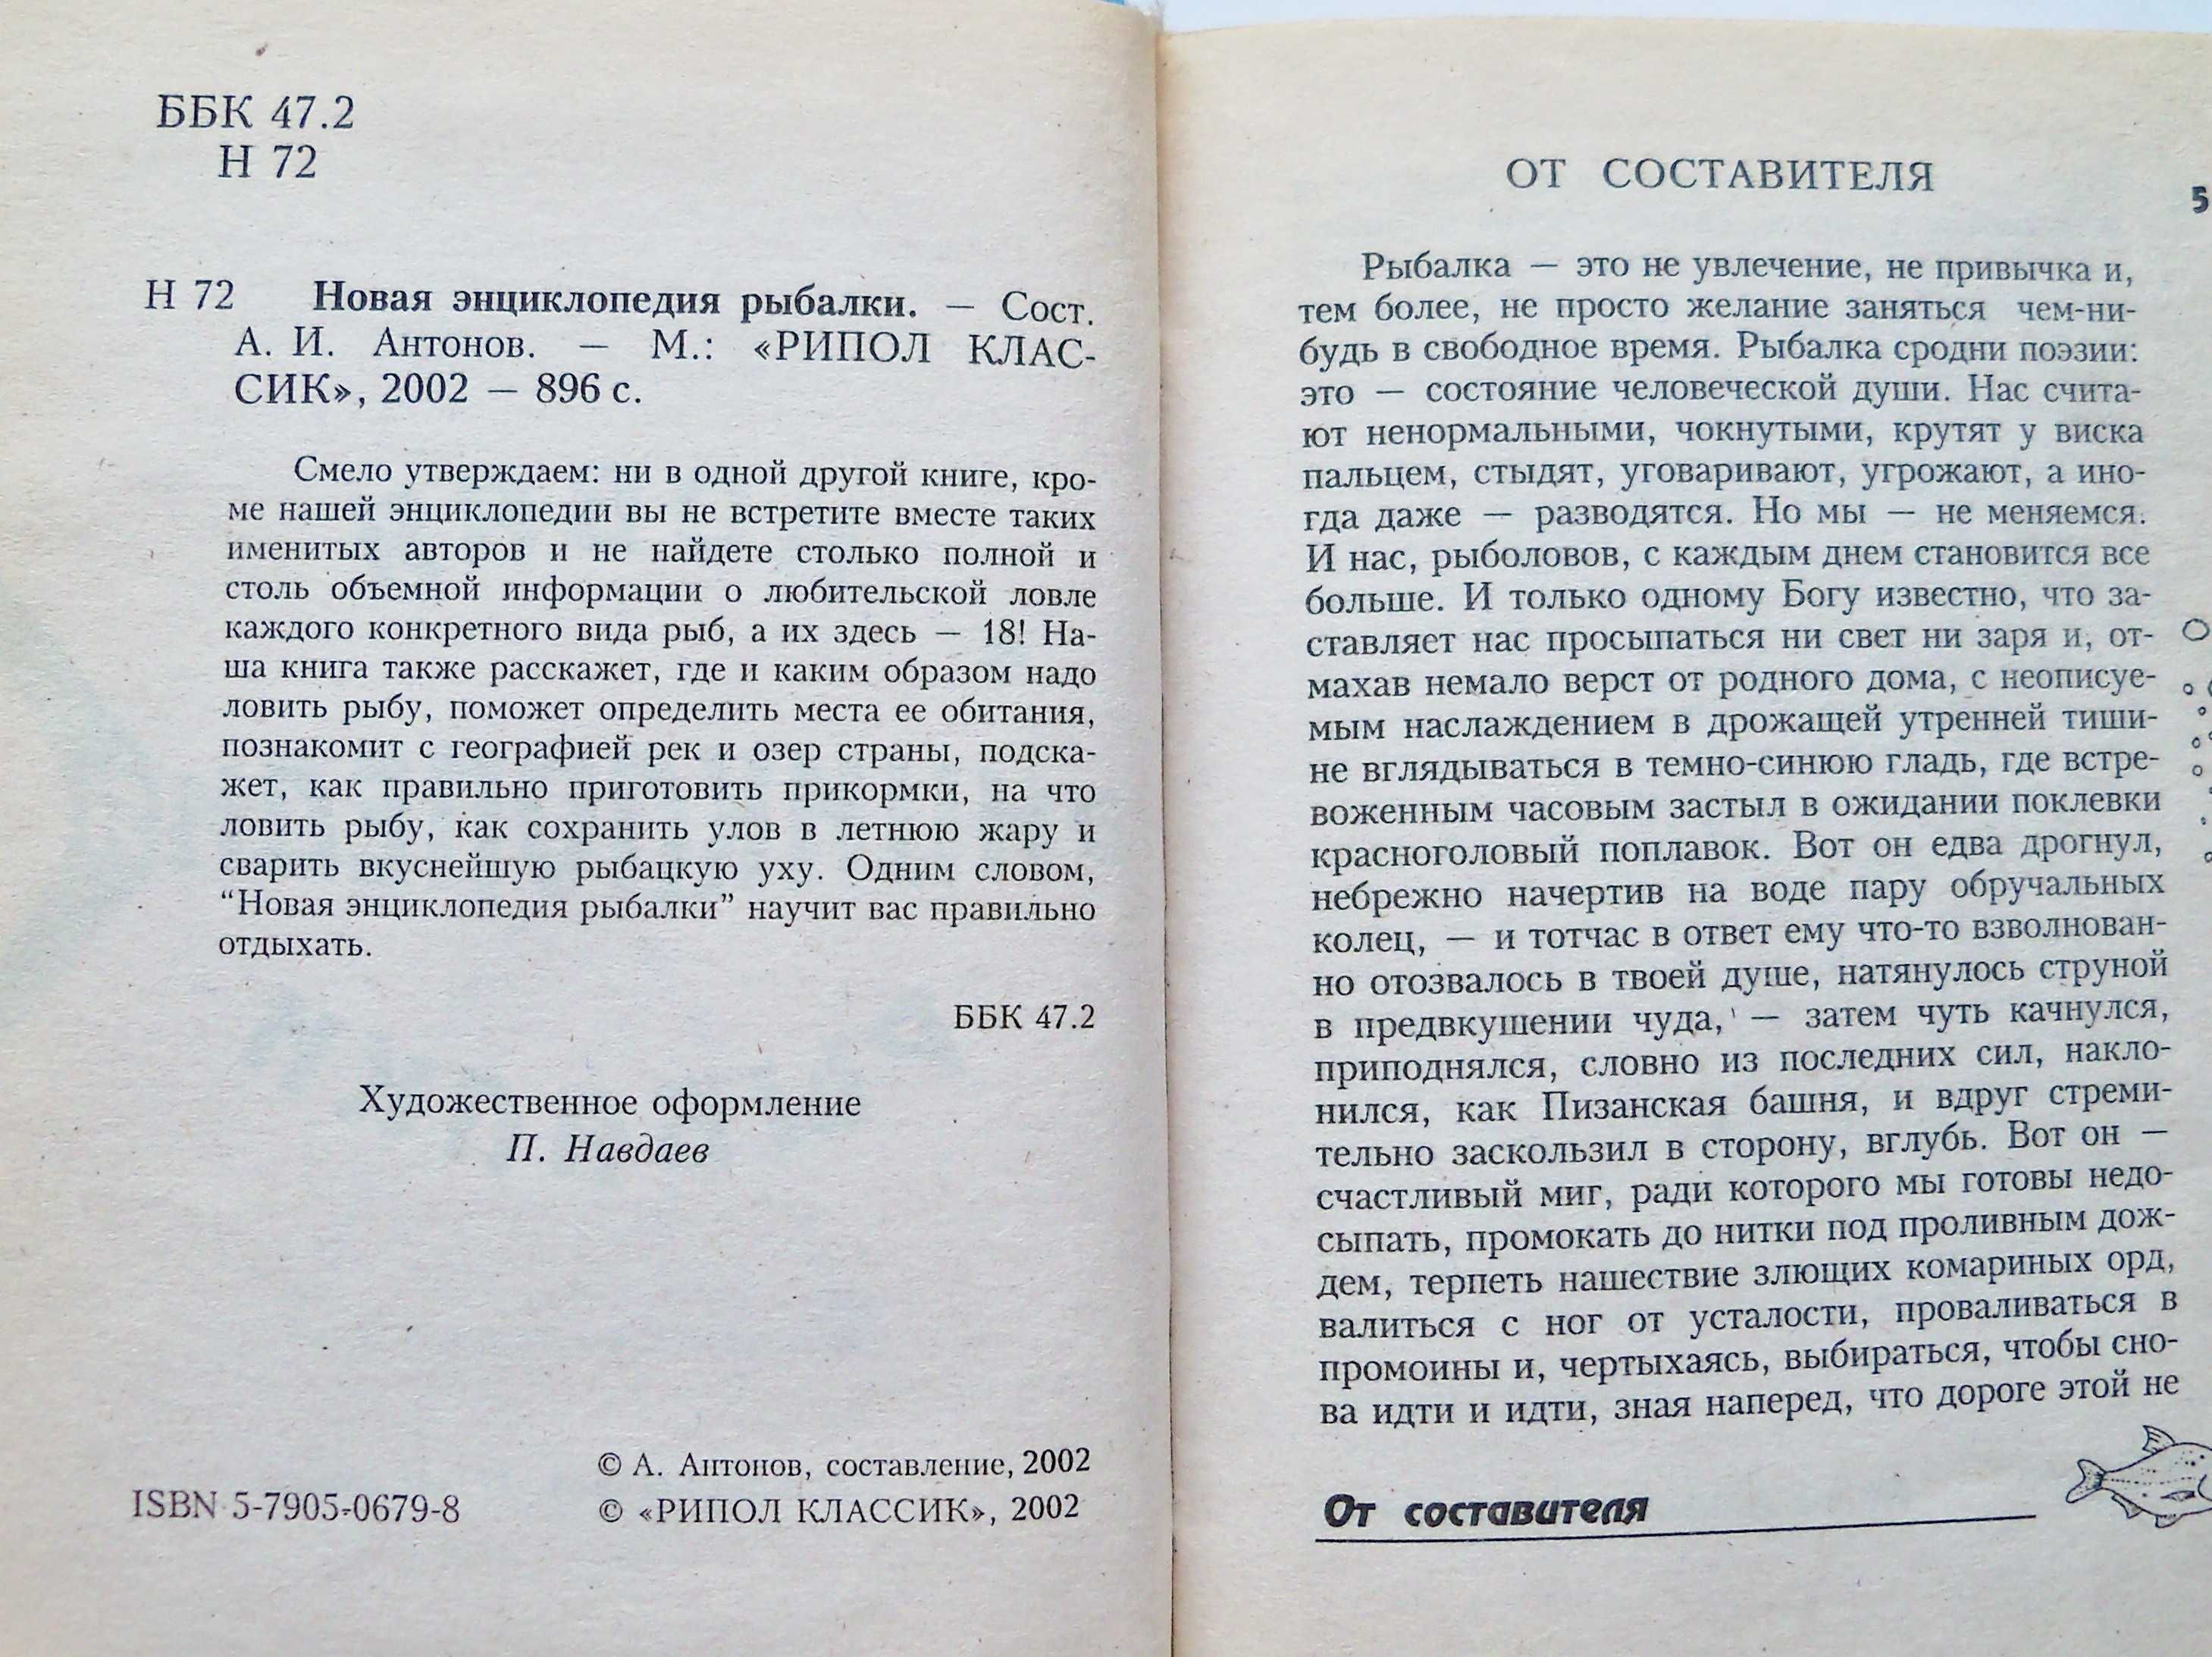 ББК 47.2
Н 72
Н 72 Новая энциклопедия рыбалки. — Сост.
А. И. Антонов. — М.: «РИПОЛ КЛАС-
СИК», 2002 — 896 с.
Смело утверждаем: ни в одной другой книге, кро-
ме нашей энциклопедии вы не встретите вместе таких
именитых авторов и не найдете столько полной и
столь объемной информации о любительской ловле
каждого конкретного вида рыб, а их здесь — 18! На-
ша книга также расскажет, где и каким образом надо
ловить рыбу, поможет определить места ее обитания,
познакомит с географией рек и озер страны, подска-
жет, как правильно приготовить прикормки, на что
ловить рыбу, как сохранить улов в летнюю жару и
сварить вкуснейшую рыбацкую уху. Одним словом,
“Новая энциклопедия рыбалки” научит вас правильно
отдыхать.
ББК 47.2
Художественное оформление
П. Навдаев
© А. Антонов, составление, 2002
ISBN 5-7905-0679-8 © «РИПОЛ КЛАССИК», 2002
ОТ СОСТАВИТЕЛЯ
5
Рыбалка — это не увлечение, не привычка и,
тем более, не просто желание заняться чем-ни-
будь в свободное время. Рыбалка сродни поэзии:
это — состояние человеческой души. Нас счита-
ют ненормальными, чокнутыми, крутят у виска
пальцем, стыдят, уговаривают, угрожают, а ино-
гда даже — разводятся. Но мы — не меняемся.
И нас, рыболовов, с каждым днем становится все
больше. И только одному Богу известно, что за-
ставляет нас просыпаться ни свет ни заря и, от-
махав немало верст от родного дома, с неописуе-
мым наслаждением в дрожащей утренней тиши-
не вглядываться в темно-синюю гладь, где встре-
воженным часовым застыл в ожидании поклевки
красноголовый поплавок. Вот он едва дрогнул,
небрежно начертив на воде пару обручальных
колец, — и тотчас в ответ ему что-то взволнован-
но отозвалось в твоей душе, натянулось струной
в предвкушении чуда, — затем чуть качнулся,
приподнялся, словно из последних сил, накло-
нился, как Пизанская башня, и вдруг стреми-
тельно заскользил в сторону, вглубь. Вот он —
счастливый миг, ради которого мы готовы недо-
сыпать, промокать до нитки под проливным дож-
дем, терпеть нашествие злющих комариных орд,
валиться с ног от усталости, проваливаться в
промоины и, чертыхаясь, выбираться, чтобы сно-
ва идти и идти, зная наперед, что дороге этой не
От составителя